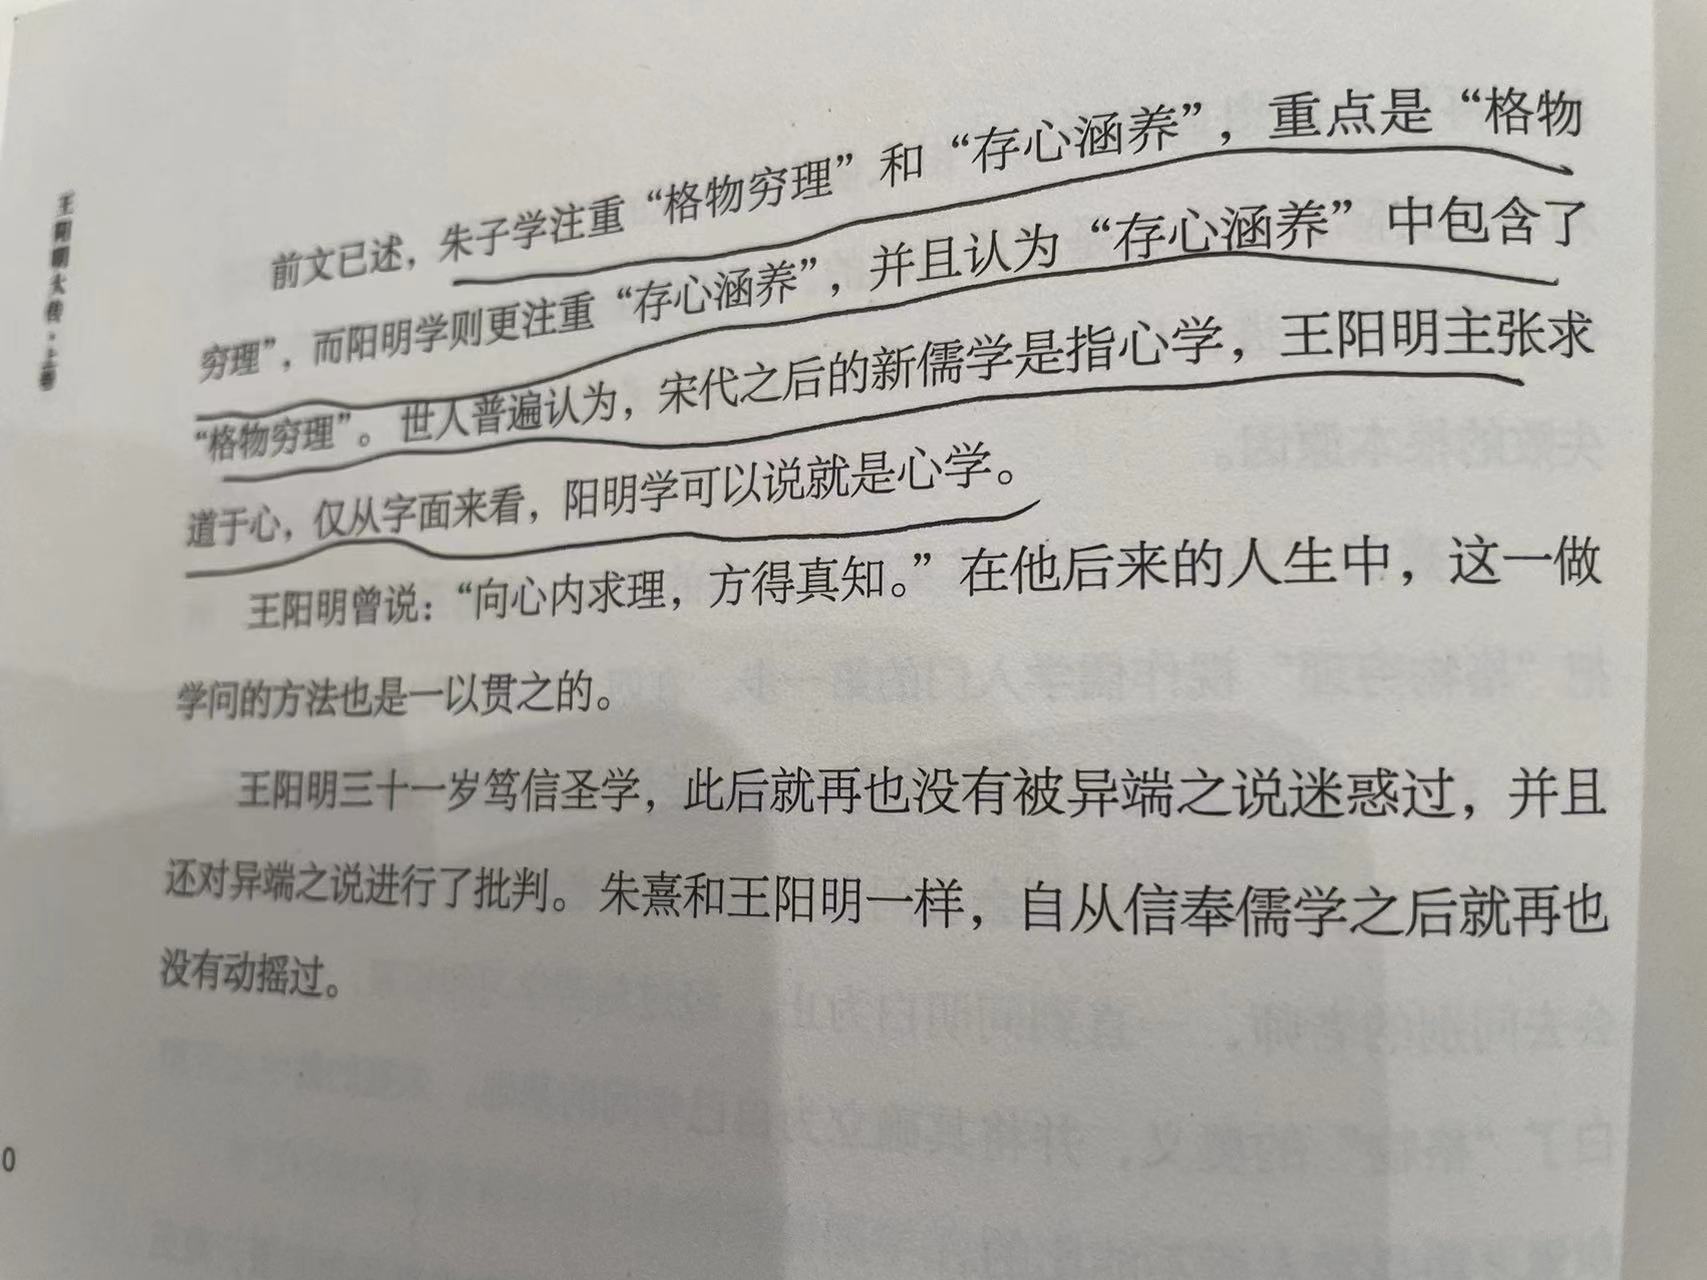 王阳明大传·上卷
前文已述，朱子学注重“格物穷理”和“存心涵养”，重点是“格物
穷理”，而阳明学则更注重“存心涵养”，并且认为“存心涵养”中包含了
“格物穷理”。世人普遍认为，宋代之后的新儒学是指心学，王阳明主张求
道于心，仅从字面来看，阳明学可以说就是心学。
王阳明曾说：“向心内求理，方得真知。”在他后来的人生中，这一做
学问的方法也是一以贯之的。
王阳明三十一岁笃信圣学，此后就再也没有被异端之说迷惑过，并且
还对异端之说进行了批判。朱熹和王阳明一样，自从信奉儒学之后就再也
没有动摇过。
0